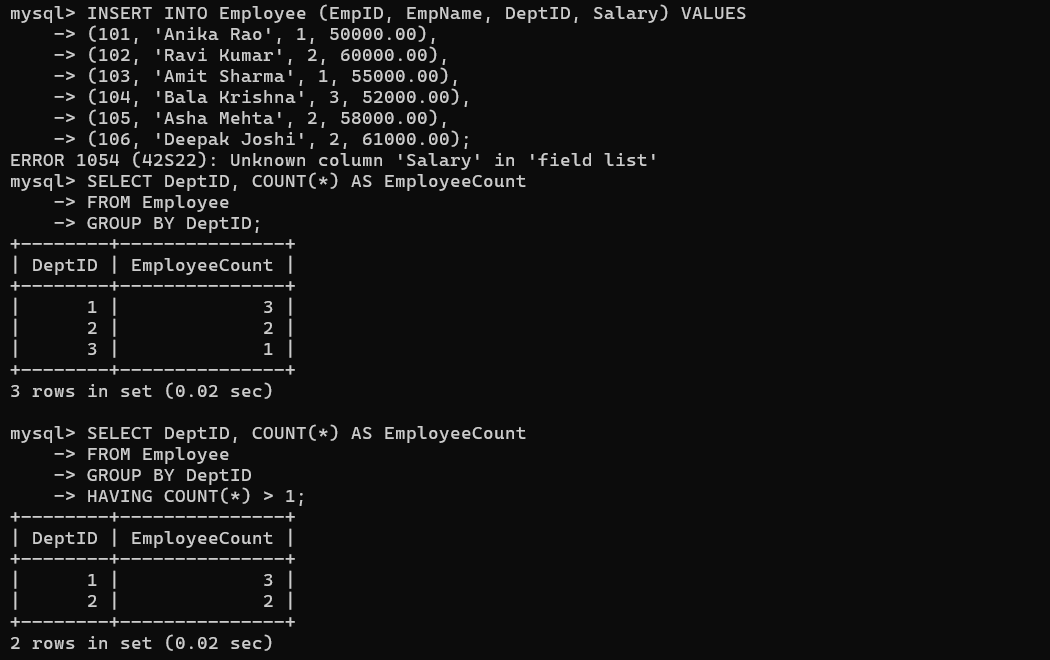 mysql> INSERT INTO Employee (EmpID, EmpName, DeptID, Salary) VALUES
    -> (101, 'Anika Rao', 1, 50000.00),
    -> (102, 'Ravi Kumar', 2, 60000.00),
    -> (103, 'Amit Sharma', 1, 55000.00),
    -> (104, 'Bala Krishna', 3, 52000.00),
    -> (105, 'Asha Mehta', 2, 58000.00),
    -> (106, 'Deepak Joshi', 2, 61000.00);
ERROR 1054 (42S22): Unknown column 'Salary' in 'field list'
mysql> SELECT DeptID, COUNT(*) AS EmployeeCount
    -> FROM Employee
    -> GROUP BY DeptID;
+--------+---------------+
| DeptID | EmployeeCount |
+--------+---------------+
|      1 |             3 |
|      2 |             2 |
|      3 |             1 |
+--------+---------------+
3 rows in set (0.02 sec)

mysql> SELECT DeptID, COUNT(*) AS EmployeeCount
    -> FROM Employee
    -> GROUP BY DeptID
    -> HAVING COUNT(*) > 1;
+--------+---------------+
| DeptID | EmployeeCount |
+--------+---------------+
|      1 |             3 |
|      2 |             2 |
+--------+---------------+
2 rows in set (0.02 sec)